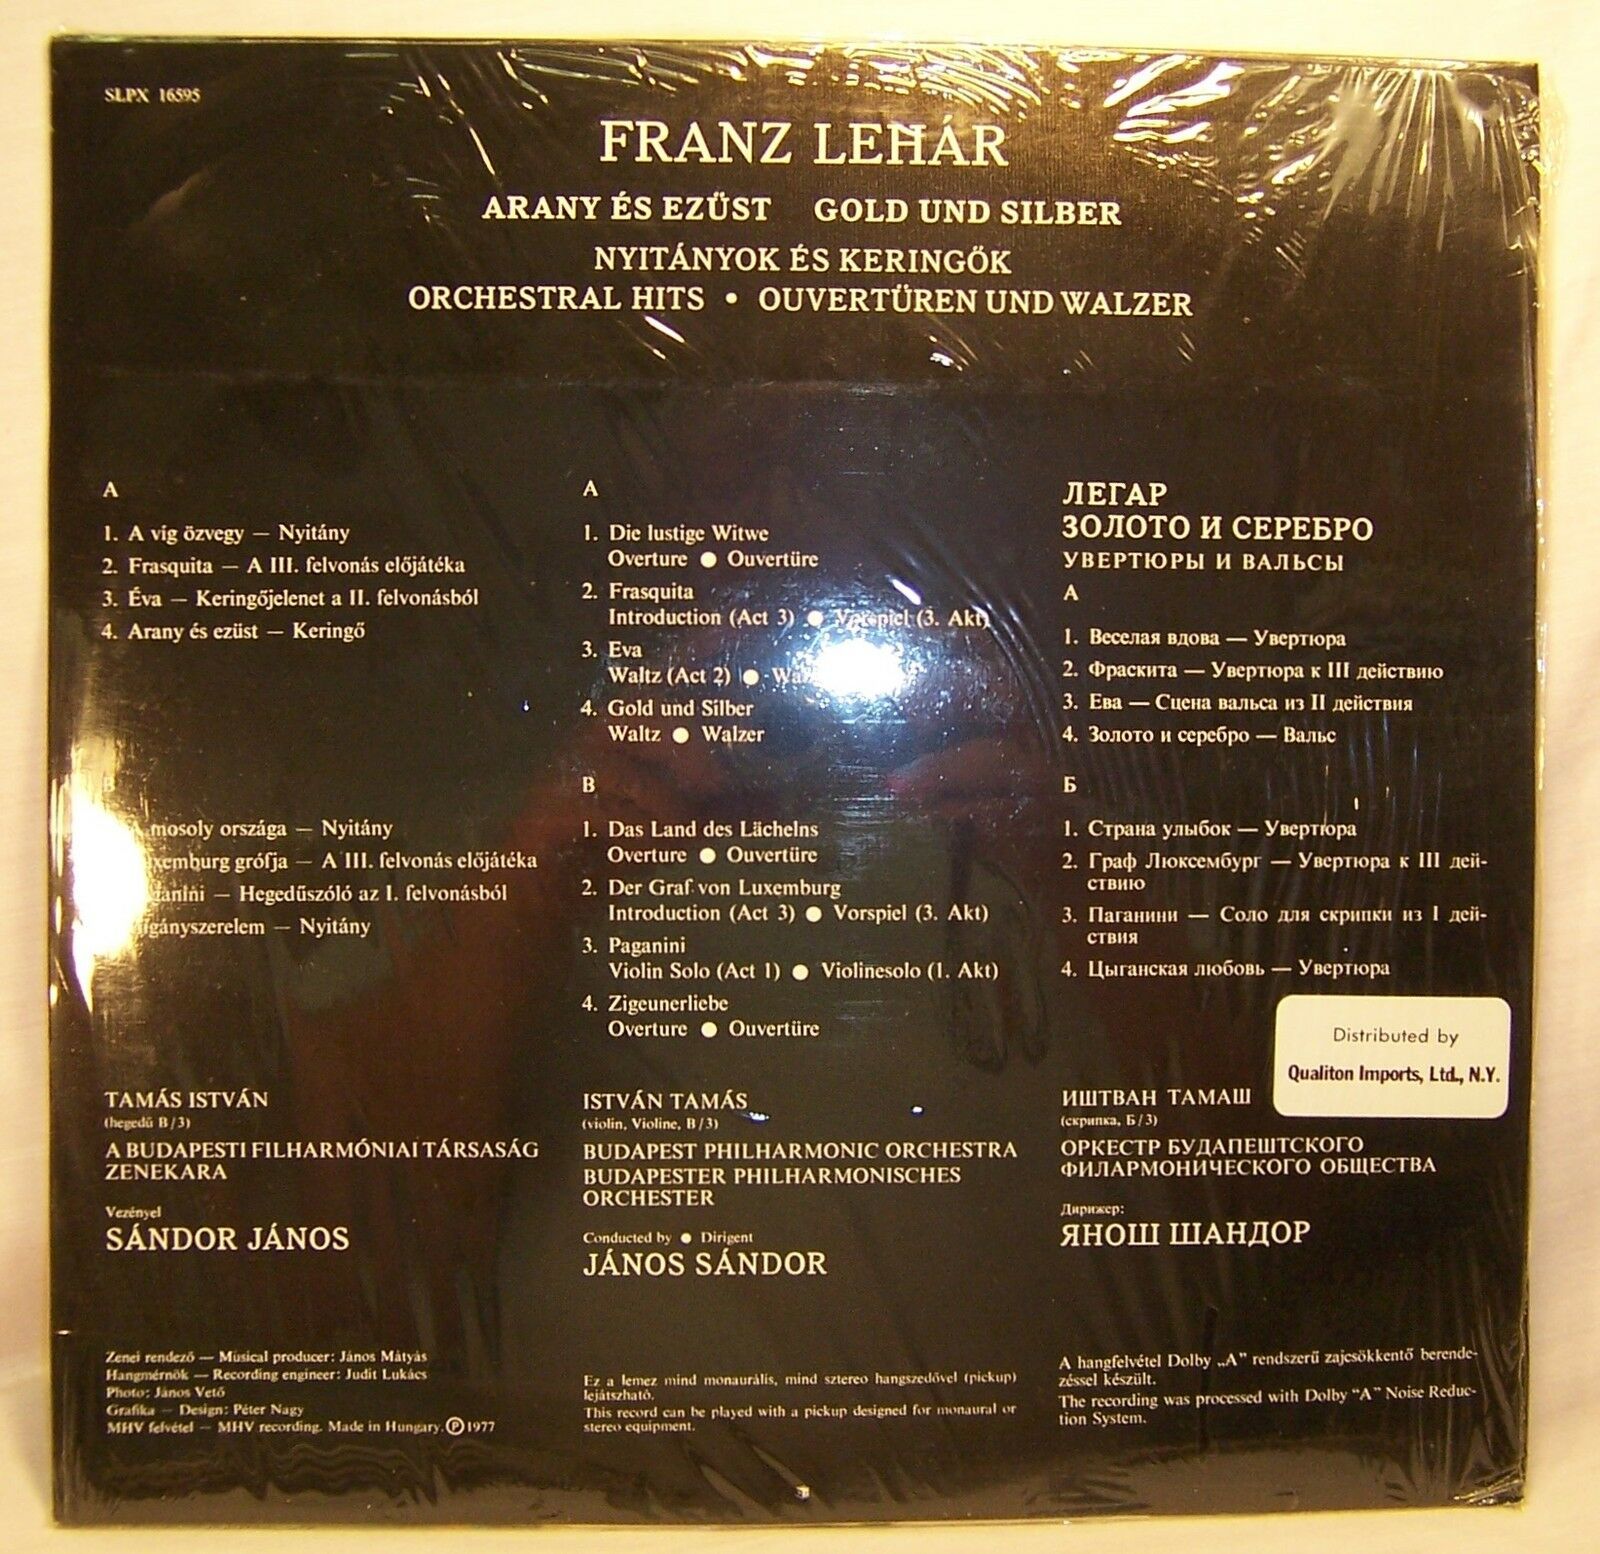 SLPX 16595
FRANZ LEHÁR
ARANY ÉS EZÜST GOLD UND SILBER
NYITÁNYOK ÉS KERINGŐK
ORCHESTRAL HITS • OUVERTÜREN UND WALZER
A
1. A víg özvegy — Nyitány
2. Frasquita — A III. felvonás előjátéka
3. Éva — Keringőjelenet a II. felvonásból
4. Arany és ezüst — Keringő
B
mosoly országa — Nyitány
grófja — A III. felvonás előjátéka
— Hegedűszóló az I. felvonásból
— Nyitány
A
1. Die lustige Witwe
Overture ● Ouvertüre
2. Frasquita
Introduction (Act 3) ● Vorspiel (3. Akt)
3. Eva
Waltz (Act 2) ●
4. Gold und Silber
Waltz ● Walzer
B
1. Das Land des Lächelns
Overture ● Ouvertüre
2. Der Graf von Luxemburg
Introduction (Act 3) ● Vorspiel (3. Akt)
3. Paganini
Violin Solo (Act 1) ● Violinesolo (1. Akt)
4. Zigeunerliebe
Overture ● Ouvertüre
ЛЕГАР
ЗОЛОТО И СЕРЕБРО
УВЕРТЮРЫ И ВАЛЬСЫ
А
1. Веселая вдова — Увертюра
2. Фраскита — Увертюра к III действию
3. Ева — Сцена вальса из II действия
4. Золото и серебро — Вальс
Б
1. Страна улыбок — Увертюра
2. Граф Люксембург — Увертюра к III дей-
ствию
3. Паганини — Соло для скрипки из I дей-
ствия
4. Цыганская любовь — Увертюра
Distributed by
Qualiton Imports, Ltd., N.Y.
TAMÁS ISTVÁN
(hegedű B/3)
A BUDAPESTI FILHARMÓNIAI TÁRSASÁG
ZENEKARA
Vezényel
SÁNDOR JÁNOS
ISTVÁN TAMÁS
(violin, Violine, B/3)
BUDAPEST PHILHARMONIC ORCHESTRA
BUDAPESTER PHILHARMONISCHES
ORCHESTER
Conducted by ● Dirigent
JÁNOS SÁNDOR
ИШТВАН ТАМАШ
(скрипка, Б/3)
ОРКЕСТР БУДАПЕШТСКОГО
ФИЛАРМОНИЧЕСКОГО ОБЩЕСТВА
Дирижер:
ЯНОШ ШАНДОР
Zenei rendező — Musical producer: János Mátyás
Hangmérnök — Recording engineer: Judit Lukács
Photo: János Vető
Grafika — Design: Péter Nagy
MHV felvétel — MHV recording. Made in Hungary. Ⓟ 1977
Ez a lemez mind monaurális, mind sztereo hangszedővel (pickup)
lejátszható.
This record can be played with a pickup designed for monaural or
stereo equipment.
A hangfelvétel Dolby „A" rendszerű zajcsökkentő berende-
zéssel készült.
The recording was processed with Dolby "A" Noise Reduc-
tion System.